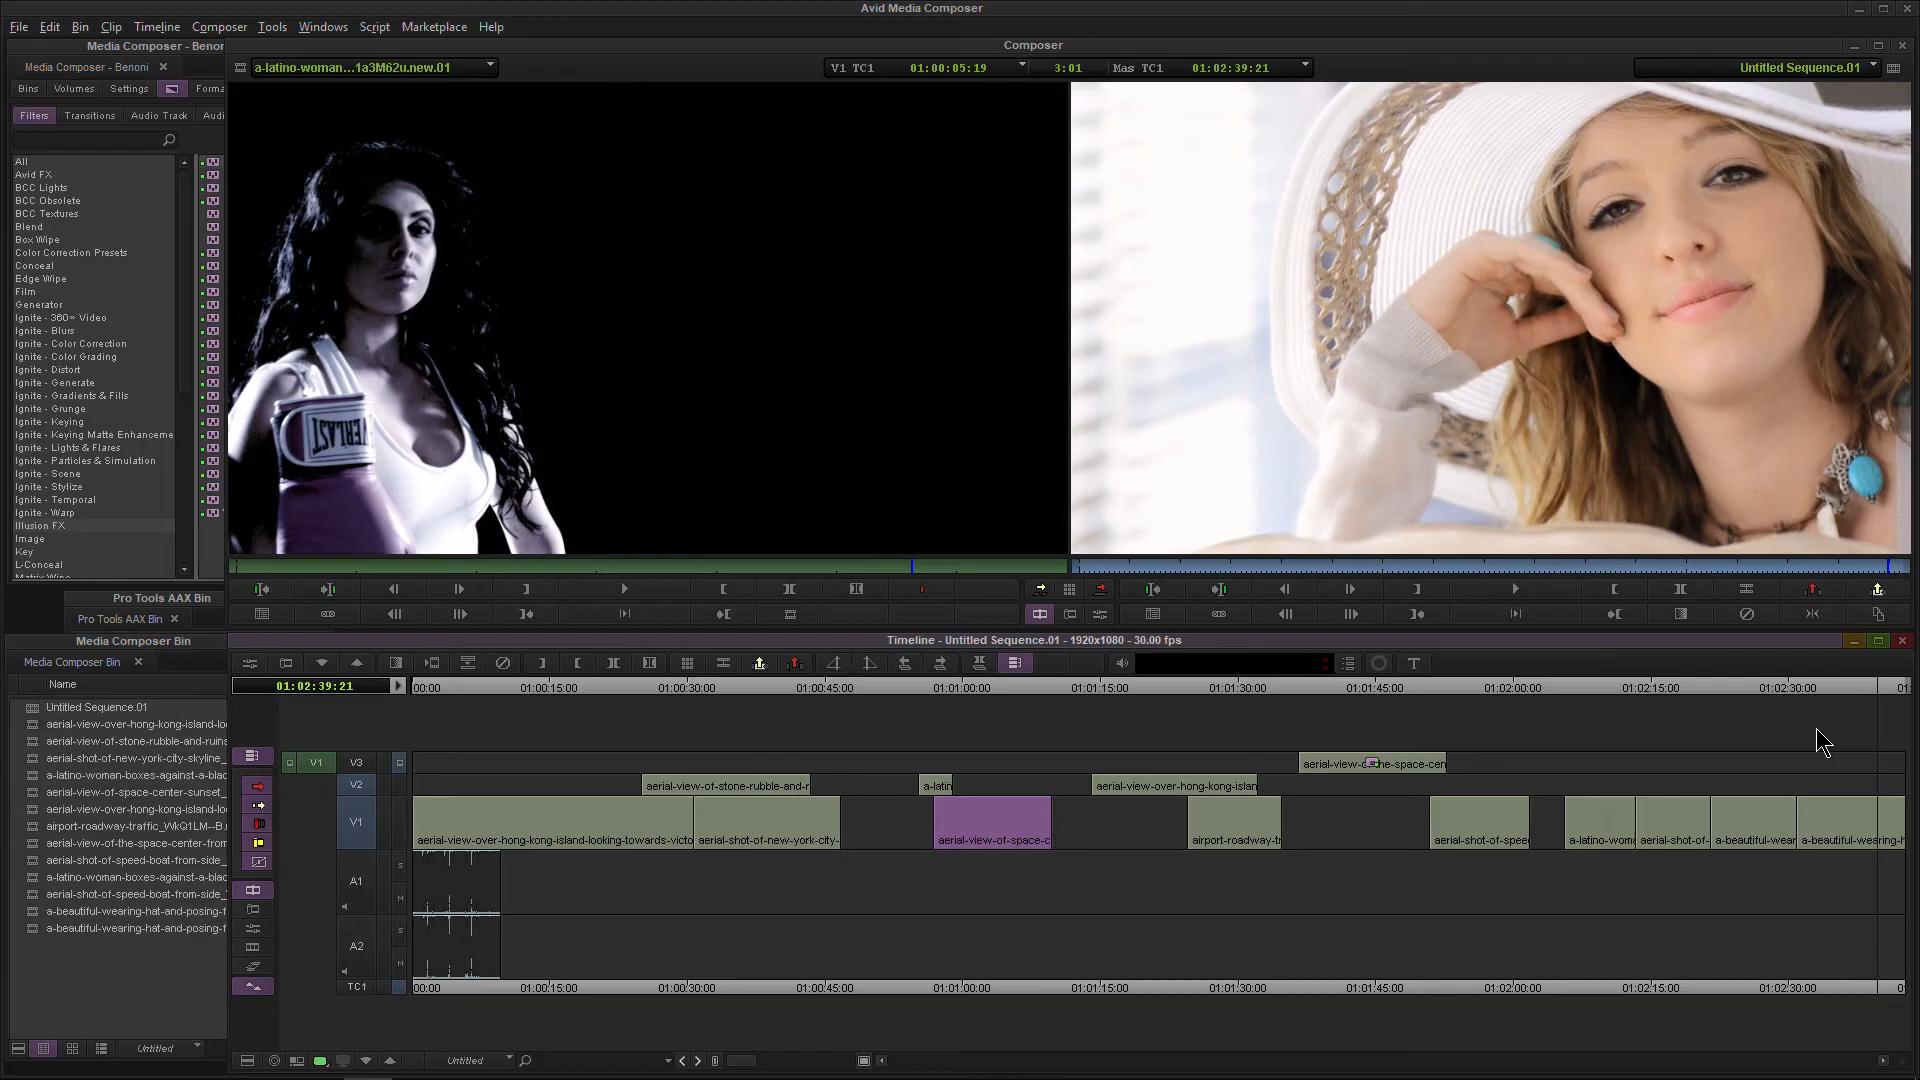 Avid Media Composer
File Edit Bin Clip Timeline Composer Tools Windows Script Marketplace Help
Media Composer - Benoni
Composer
Media Composer - Benoni
a-latino-woman...1a3M62u.new.01
V1 TC1 01:00:05:19 3:01 Mas TC1 01:02:39:21
Untitled Sequence.01
Bins Volumes Settings Forma
Filters Transitions Audio Track Audi
All
Avid FX
BCC Lights
BCC Obsolete
BCC Textures
Blend
Box Wipe
Color Correction Presets
Conceal
Edge Wipe
Film
Generator
Ignite - 360° Video
Ignite - Blurs
Ignite - Color Correction
Ignite - Color Grading
Ignite - Distort
Ignite - Generate
Ignite - Gradients & Fills
Ignite - Grunge
Ignite - Keying
Ignite - Keying Matte Enhanceme
Ignite - Lights & Flares
Ignite - Particles & Simulation
Ignite - Scene
Ignite - Stylize
Ignite - Temporal
Ignite - Warp
Illusion FX
Image
Key
L-Conceal
Matrix Wipe
EVERLAST
Pro Tools AAX Bin
Pro Tools AAX Bin
Media Composer Bin
Media Composer Bin
Name
Untitled Sequence.01
aerial-view-over-hong-kong-island-lo
aerial-view-of-stone-rubble-and-ruins
aerial-shot-of-new-york-city-skyline_
a-latino-woman-boxes-against-a-blac
aerial-view-of-space-center-sunset_
aerial-view-over-hong-kong-island-lo
airport-roadway-traffic_WkQ1LM--B.
aerial-view-of-the-space-center-from
aerial-shot-of-speed-boat-from-side_
a-latino-woman-boxes-against-a-blac
aerial-shot-of-speed-boat-from-side_
a-beautiful-wearing-hat-and-posing-f
a-beautiful-wearing-hat-and-posing-f
Untitled
Timeline - Untitled Sequence.01 - 1920x1080 - 30.00 fps
T
01:02:39:21
00:00 01:00:15:00 01:00:30:00 01:00:45:00 01:01:00:00 01:01:15:00 01:01:30:00 01:01:45:00 01:02:00:00 01:02:15:00 01:02:30:00 01:
V1 V3 aerial-view-of-the-space-cen
V2 aerial-view-of-stone-rubble-and-r a-latin aerial-view-over-hong-kong-islan
V1
aerial-view-over-hong-kong-island-looking-towards-victo aerial-shot-of-new-york-city- aerial-view-of-space-c airport-roadway-tr aerial-shot-of-spee a-latino-woma aerial-shot-of- a-beautiful-wear a-beautiful-wearing-h
S
A1
M
S
A2
M
TC1 00:00 01:00:15:00 01:00:30:00 01:00:45:00 01:01:00:00 01:01:15:00 01:01:30:00 01:01:45:00 01:02:00:00 01:02:15:00 01:02:30:00 01:
Untitled